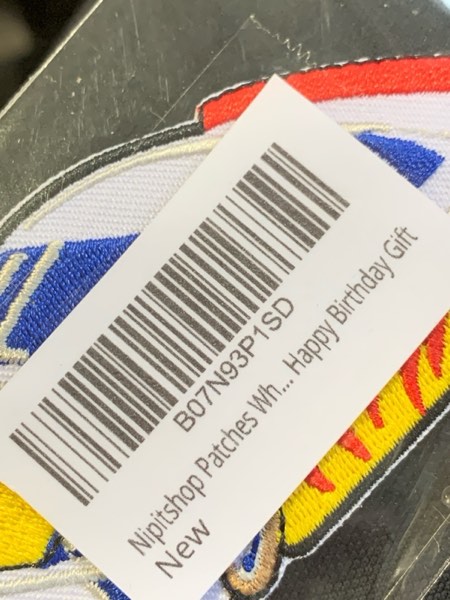 B07N93P1SD
Nipitshop Patches Wh... Happy Birthday Gift
New